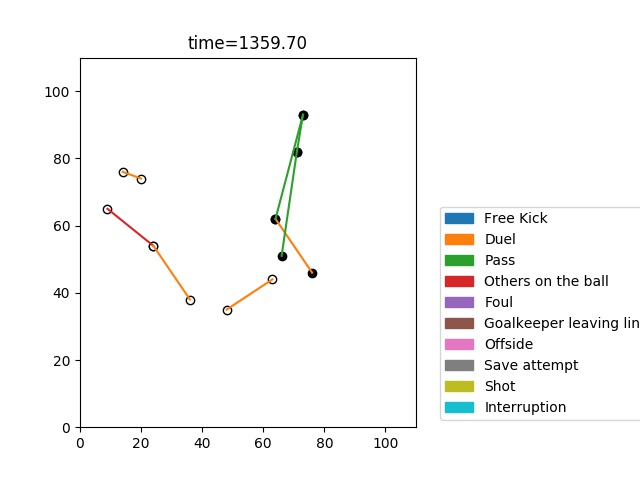 time=1359.70
100
80
60
40
20
0
0 20 40 60 80 100
Free Kick
Duel
Pass
Others on the ball
Foul
Goalkeeper leaving lin
Offside
Save attempt
Shot
Interruption